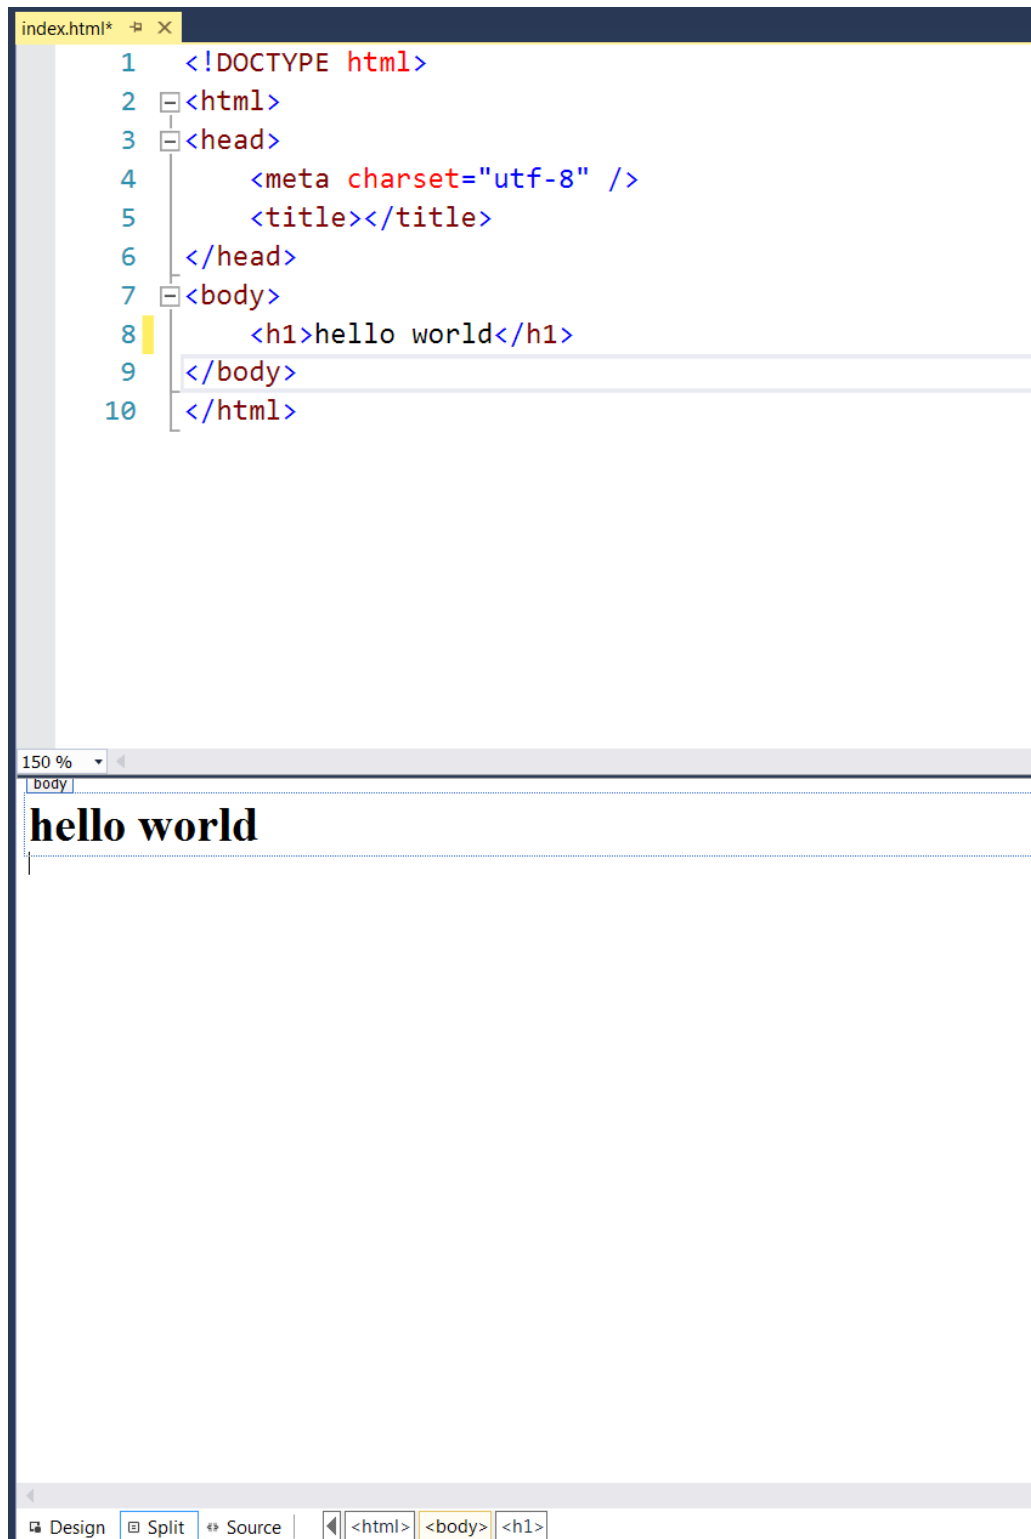 index.html*
1 <!DOCTYPE html>
2 <html>
3 <head>
4 <meta charset="utf-8" />
5 <title></title>
6 </head>
7 <body>
8 <h1>hello world</h1>
9 </body>
10 </html>
150 %
body
hello world
Design Split Source <html> <body> <h1>